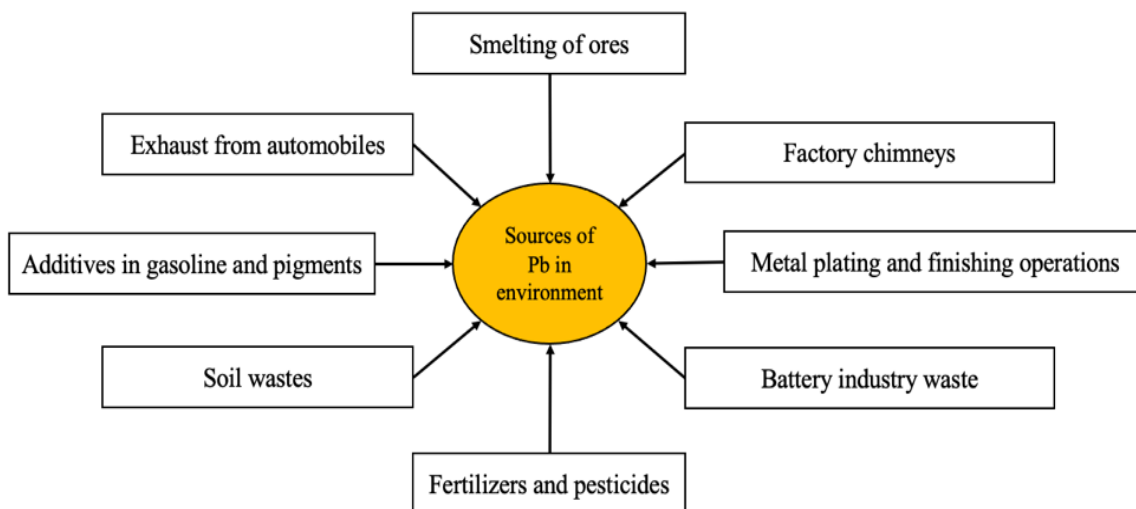 Smelting of ores
Exhaust from automobiles
Factory chimneys
Sources of
Pb in
environment
Additives in gasoline and pigments
Metal plating and finishing operations
Soil wastes
Battery industry waste
Fertilizers and pesticides